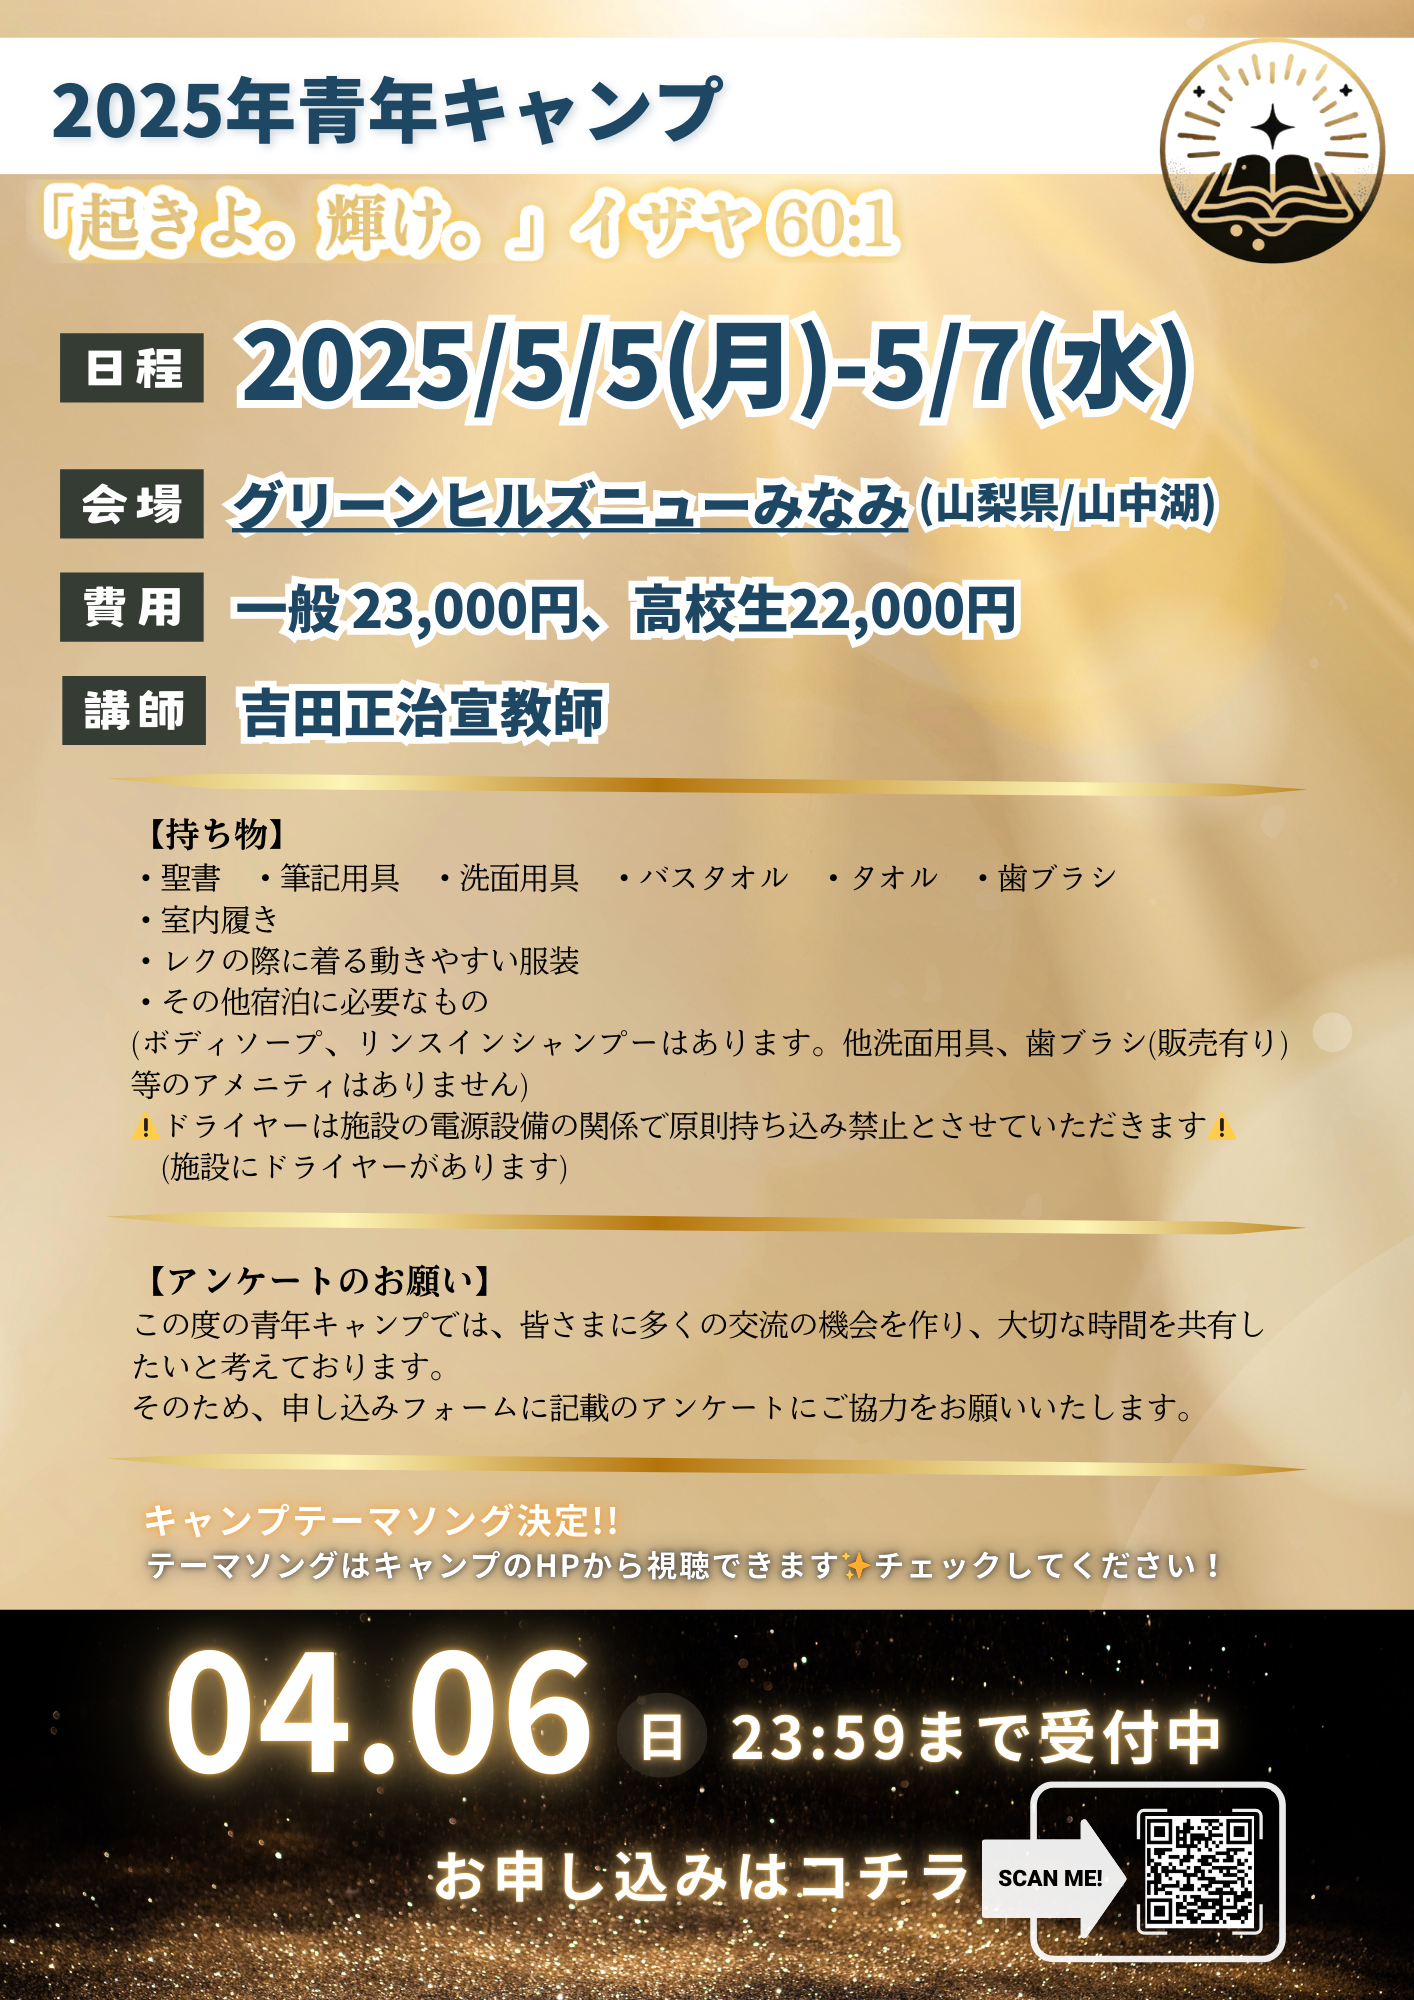 2025年青年キャンプ
「起きよ。輝け。」イザヤ60:1
日程 2025/5/5(月)-5/7(水)
会場 グリーンヒルズニューみなみ(山梨県/山中湖)
費用 一般 23,000円、高校生22,000円
講師 吉田正治宣教師
【持ち物】
・聖書　・筆記用具　・洗面用具　・バスタオル　・タオル　・歯ブラシ
・室内履き
・レクの際に着る動きやすい服装
・その他宿泊に必要なもの
(ボディソープ、リンスインシャンプーはあります。他洗面用具、歯ブラシ(販売有り)
等のアメニティはありません)
⚠️ドライヤーは施設の電源設備の関係で原則持ち込み禁止とさせていただきます⚠️
(施設にドライヤーがあります)
【アンケートのお願い】
この度の青年キャンプでは、皆さまに多くの交流の機会を作り、大切な時間を共有し
たいと考えております。
そのため、申し込みフォームに記載のアンケートにご協力をお願いいたします。
キャンプテーマソング決定!!
テーマソングはキャンプのHPから視聴できます✨チェックしてください！
04.06 日 23:59まで受付中
お申し込みはコチラ
SCAN ME!